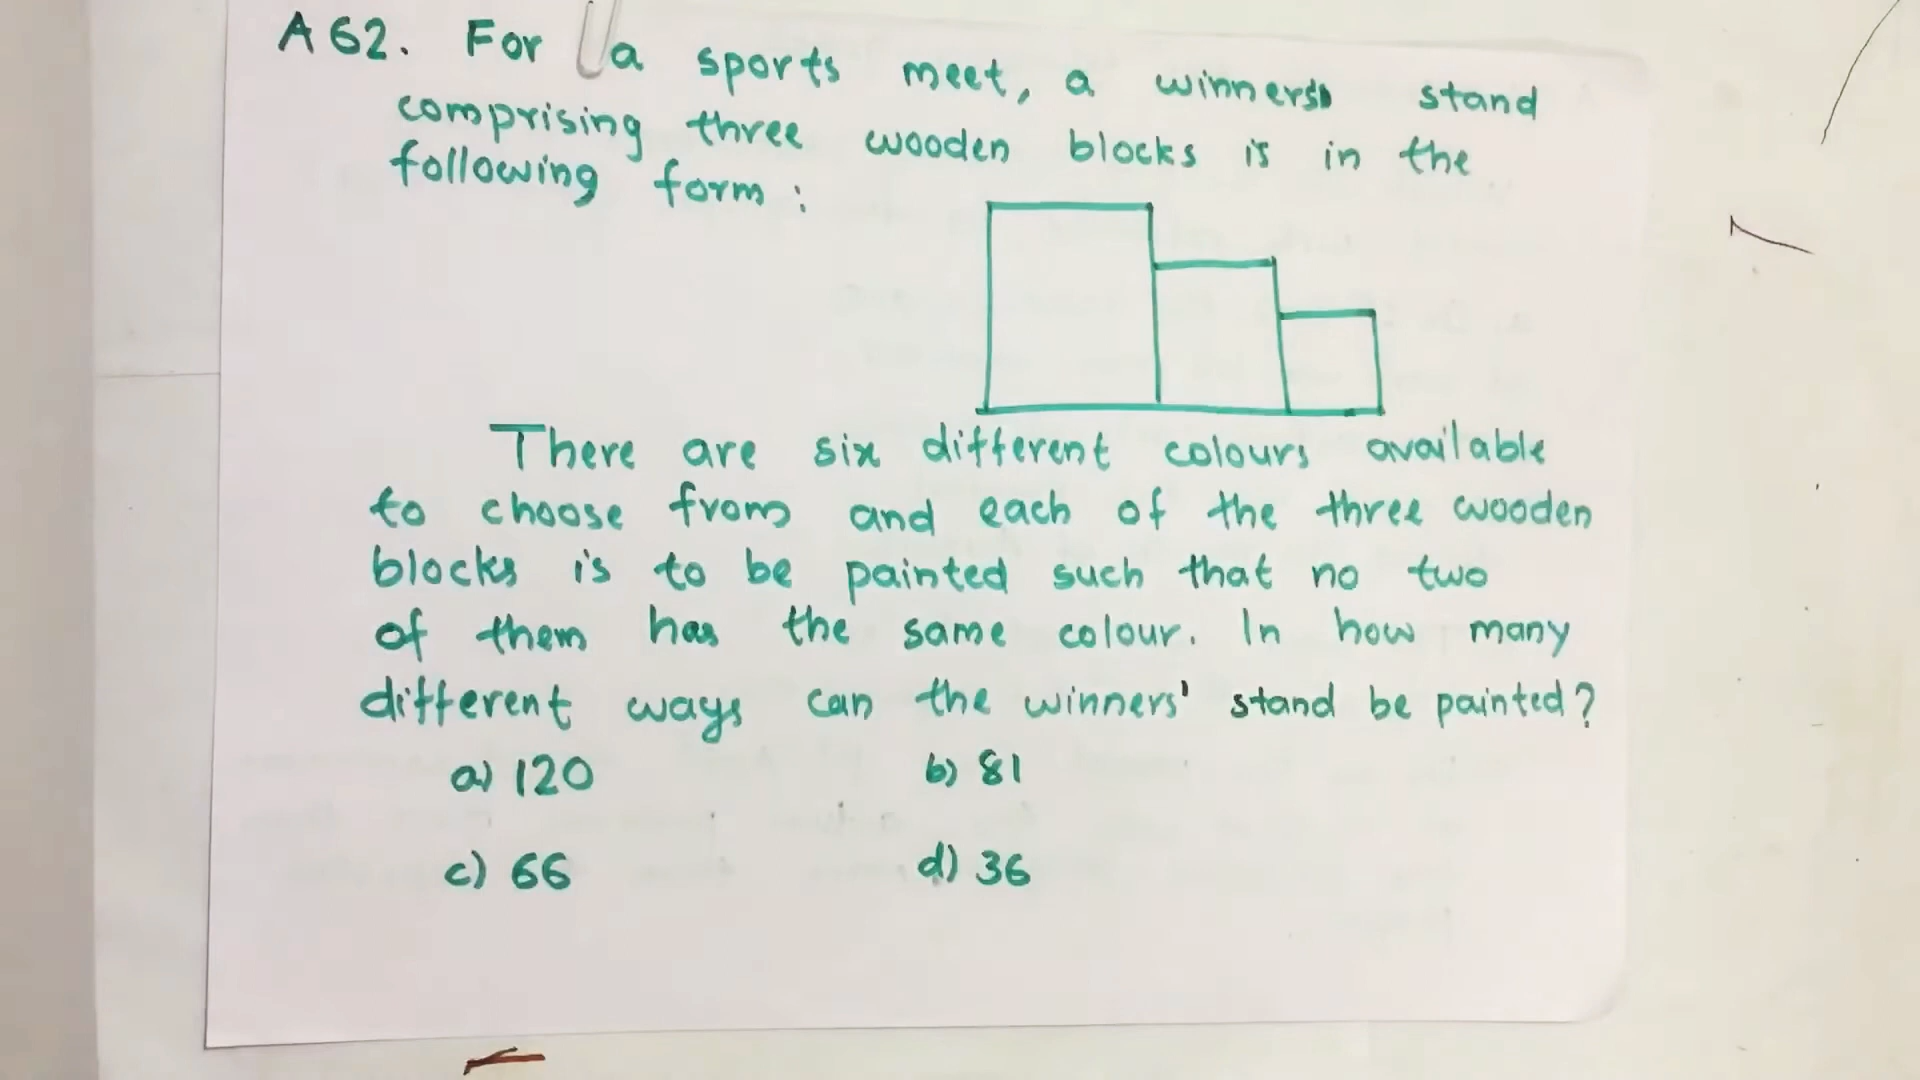 A 62. For a sports meet, a winners stand
comprising three wooden blocks is in the
following form:
There are six different colours available
to choose from and each of the three wooden
blocks is to be painted such that no two
of them has the same colour. In how many
different ways can the winners' stand be painted?
a) 120 b) 81
c) 66 d) 36